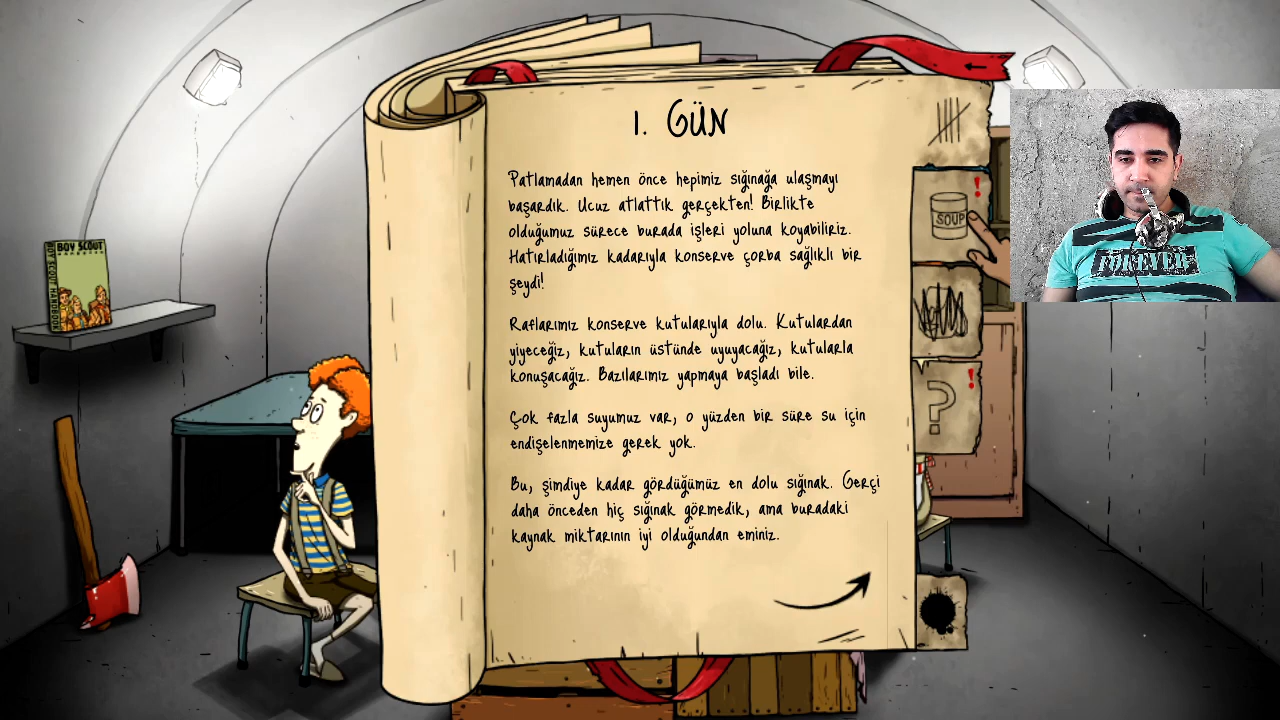 1. GÜN
Patlamadan hemen önce hepimiz sığınağa ulaşmayı
başardık. Ucuz atlattık gerçekten! Birlikte
olduğumuz sürece burada işleri yoluna koyabiliriz.
Hatırladığımız kadarıyla konserve çorba sağlıklı bir
şeydi!
Raflarımız konserve kutularıyla dolu. Kutulardan
yiyeceğiz, kutuların üstünde uyuyacağız, kutularla
konuşacağız. Bazılarımız yapmaya başladı bile.
Çok fazla suyumuz var, o yüzden bir süre su için
endişelenmemize gerek yok.
Bu, şimdiye kadar gördüğümüz en dolu sığınak. Gerçi
daha önceden hiç sığınak görmedik, ama buradaki
kaynak miktarının iyi olduğundan eminiz.
!
SOUP
!
?
BOY SCOUT
HANDBOOK
BOY SCOUT HANDBOOK
FOREVER